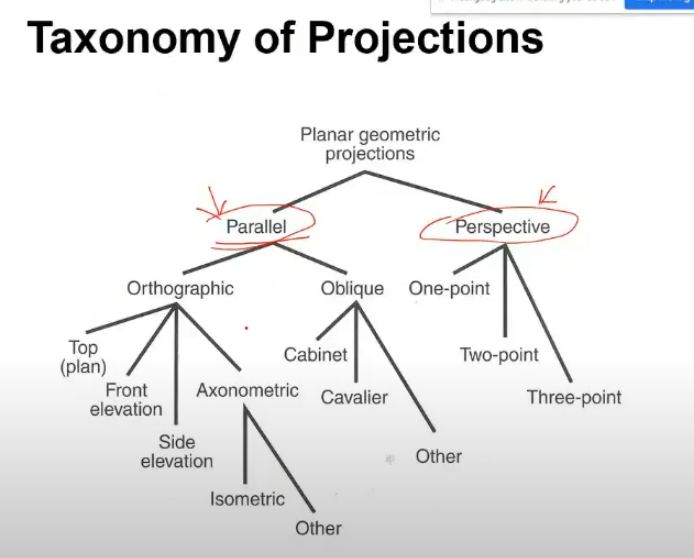 Taxonomy of Projections
Planar geometric
projections
Parallel
Perspective
Orthographic
Oblique
One-point
Top
(plan)
Cabinet
Two-point
Front
elevation
Axonometric
Cavalier
Three-point
Side
elevation
Other
Isometric
Other